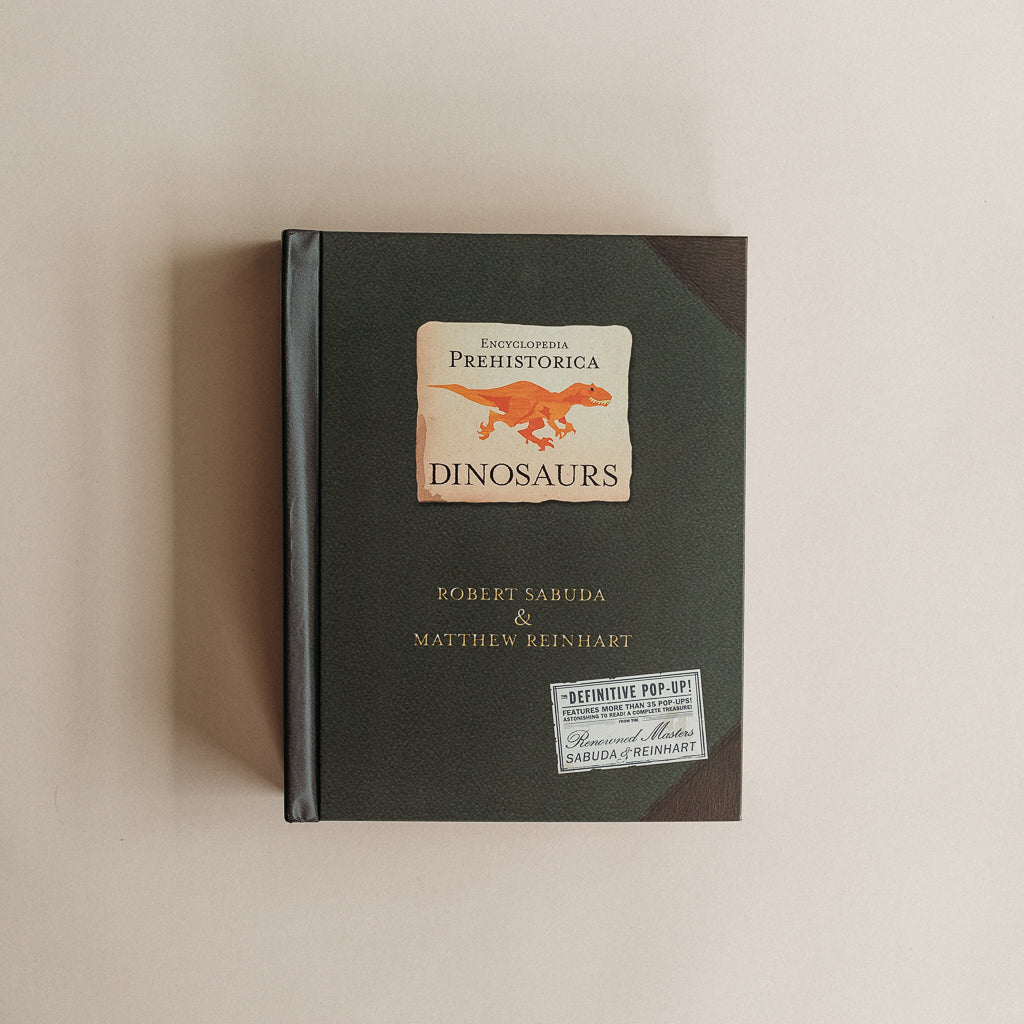 ENCYCLOPEDIA
PREHISTORICA
DINOSAURS
ROBERT SABUDA
&
MATTHEW REINHART
THE DEFINITIVE POP-UP!
FEATURES MORE THAN 35 POP-UPS!
ASTONISHING TO READ! A COMPLETE TREASURE!
FROM THE
Renowned Masters
SABUDA & REINHART